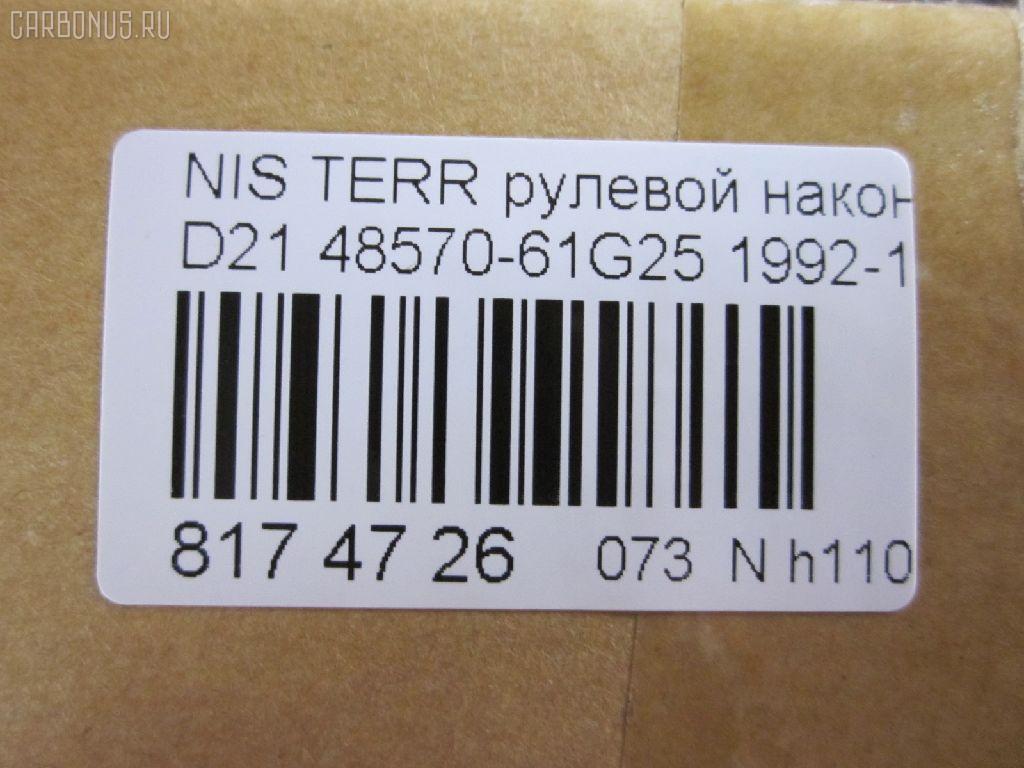 CARBONUS.RU
NIS TERR рулевой након
D21 48570-61G25 1992-1
817 47 26 073 N h110